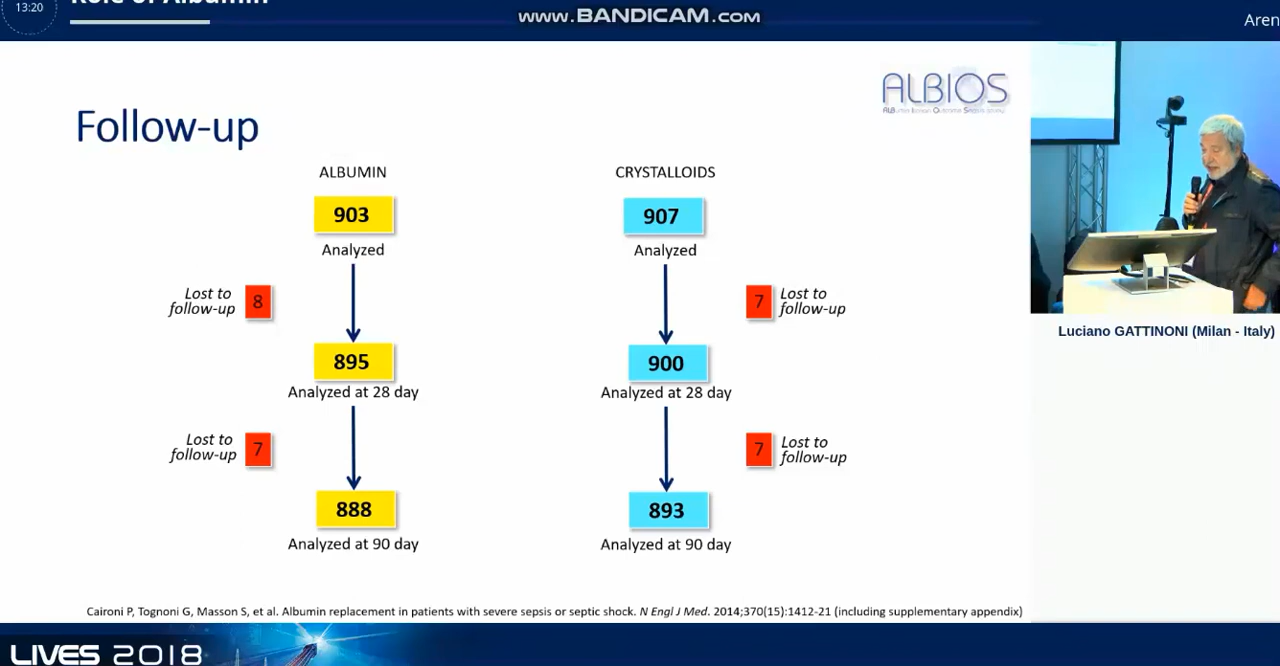 13:20
Role of Albumin
www.BANDICAM.com
Aren
ALBIOS
Follow-up
ALBUMIN
CRYSTALLOIDS
903
907
Analyzed
Analyzed
Lost to
follow-up
8
7
Lost to
follow-up
895
900
Analyzed at 28 day
Analyzed at 28 day
Lost to
follow-up
7
7
Lost to
follow-up
888
893
Analyzed at 90 day
Analyzed at 90 day
Luciano GATTINONI (Milan - Italy)
Caironi P, Tognoni G, Masson S, et al. Albumin replacement in patients with severe sepsis or septic shock. N Engl J Med. 2014;370(15):1412-21 (including supplementary appendix)
LIVES 2018